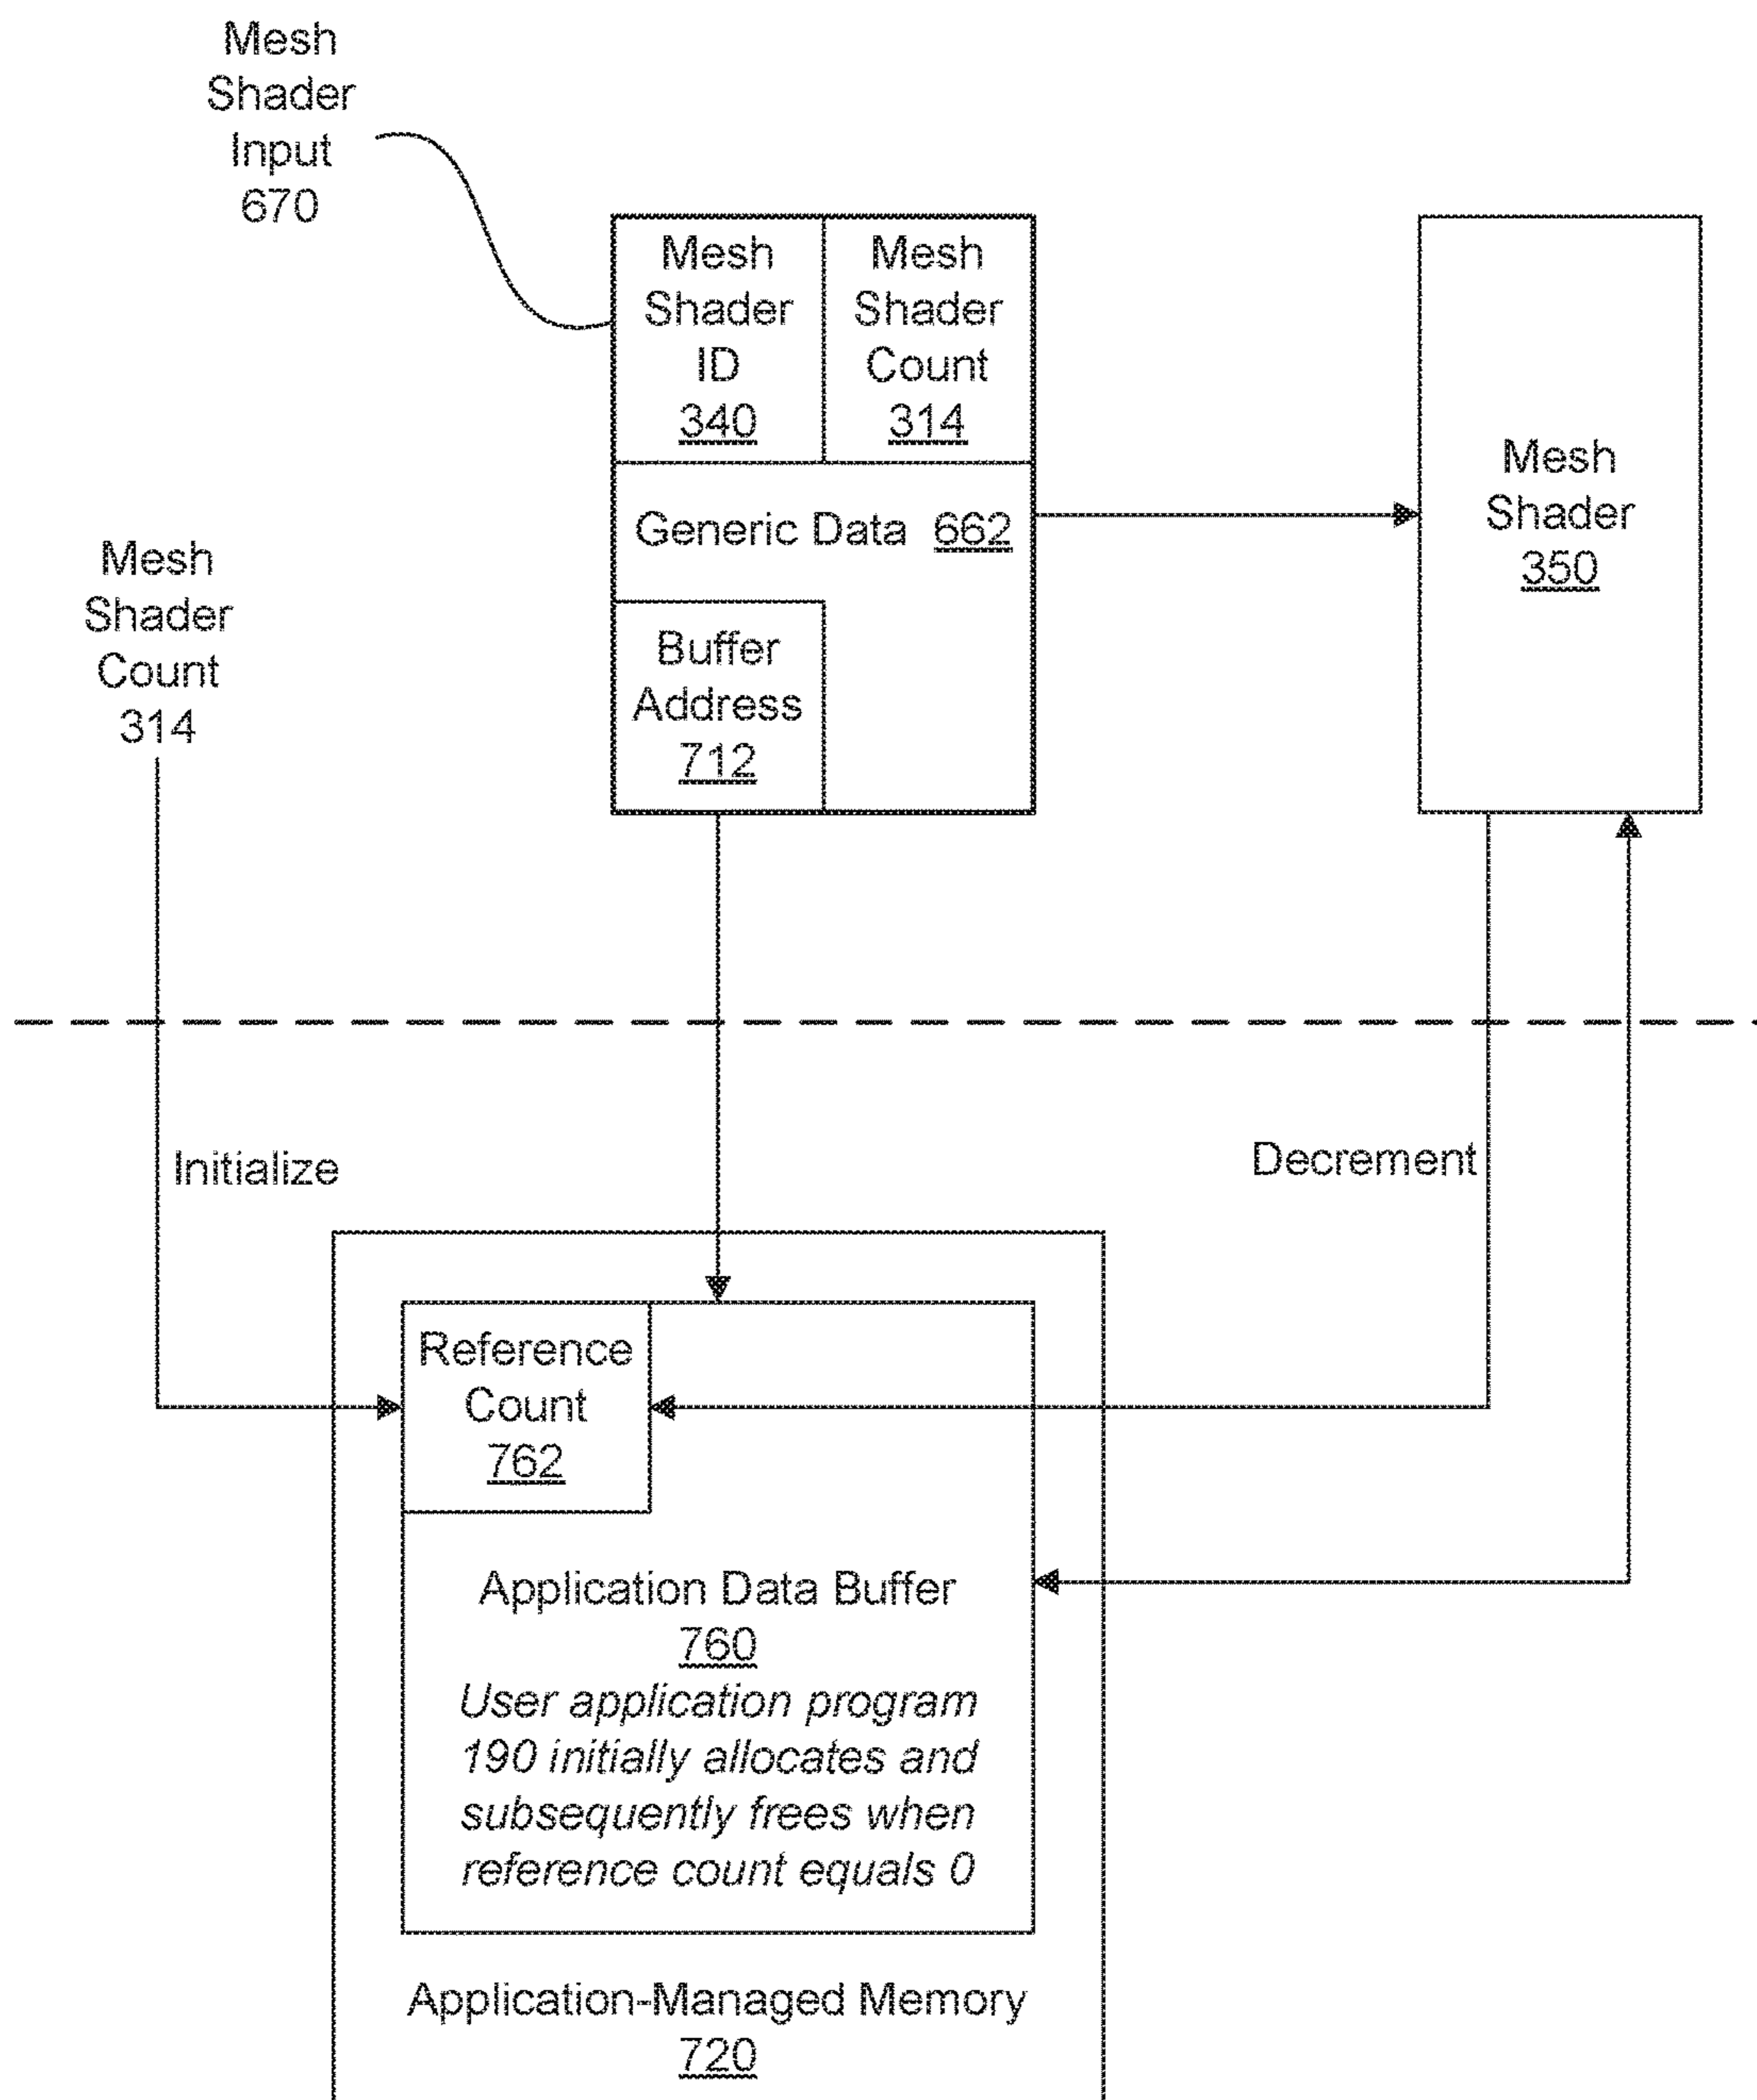 Mesh
Shader
Input
670
Mesh
Shader
ID
340
Mesh
Shader
Count
314
Generic Data 662
Buffer
Address
712
Mesh
Shader
350
Mesh
Shader
Count
314
Initialize
Decrement
Reference
Count
762
Application Data Buffer
760
User application program
190 initially allocates and
subsequently frees when
reference count equals 0
Application-Managed Memory
720